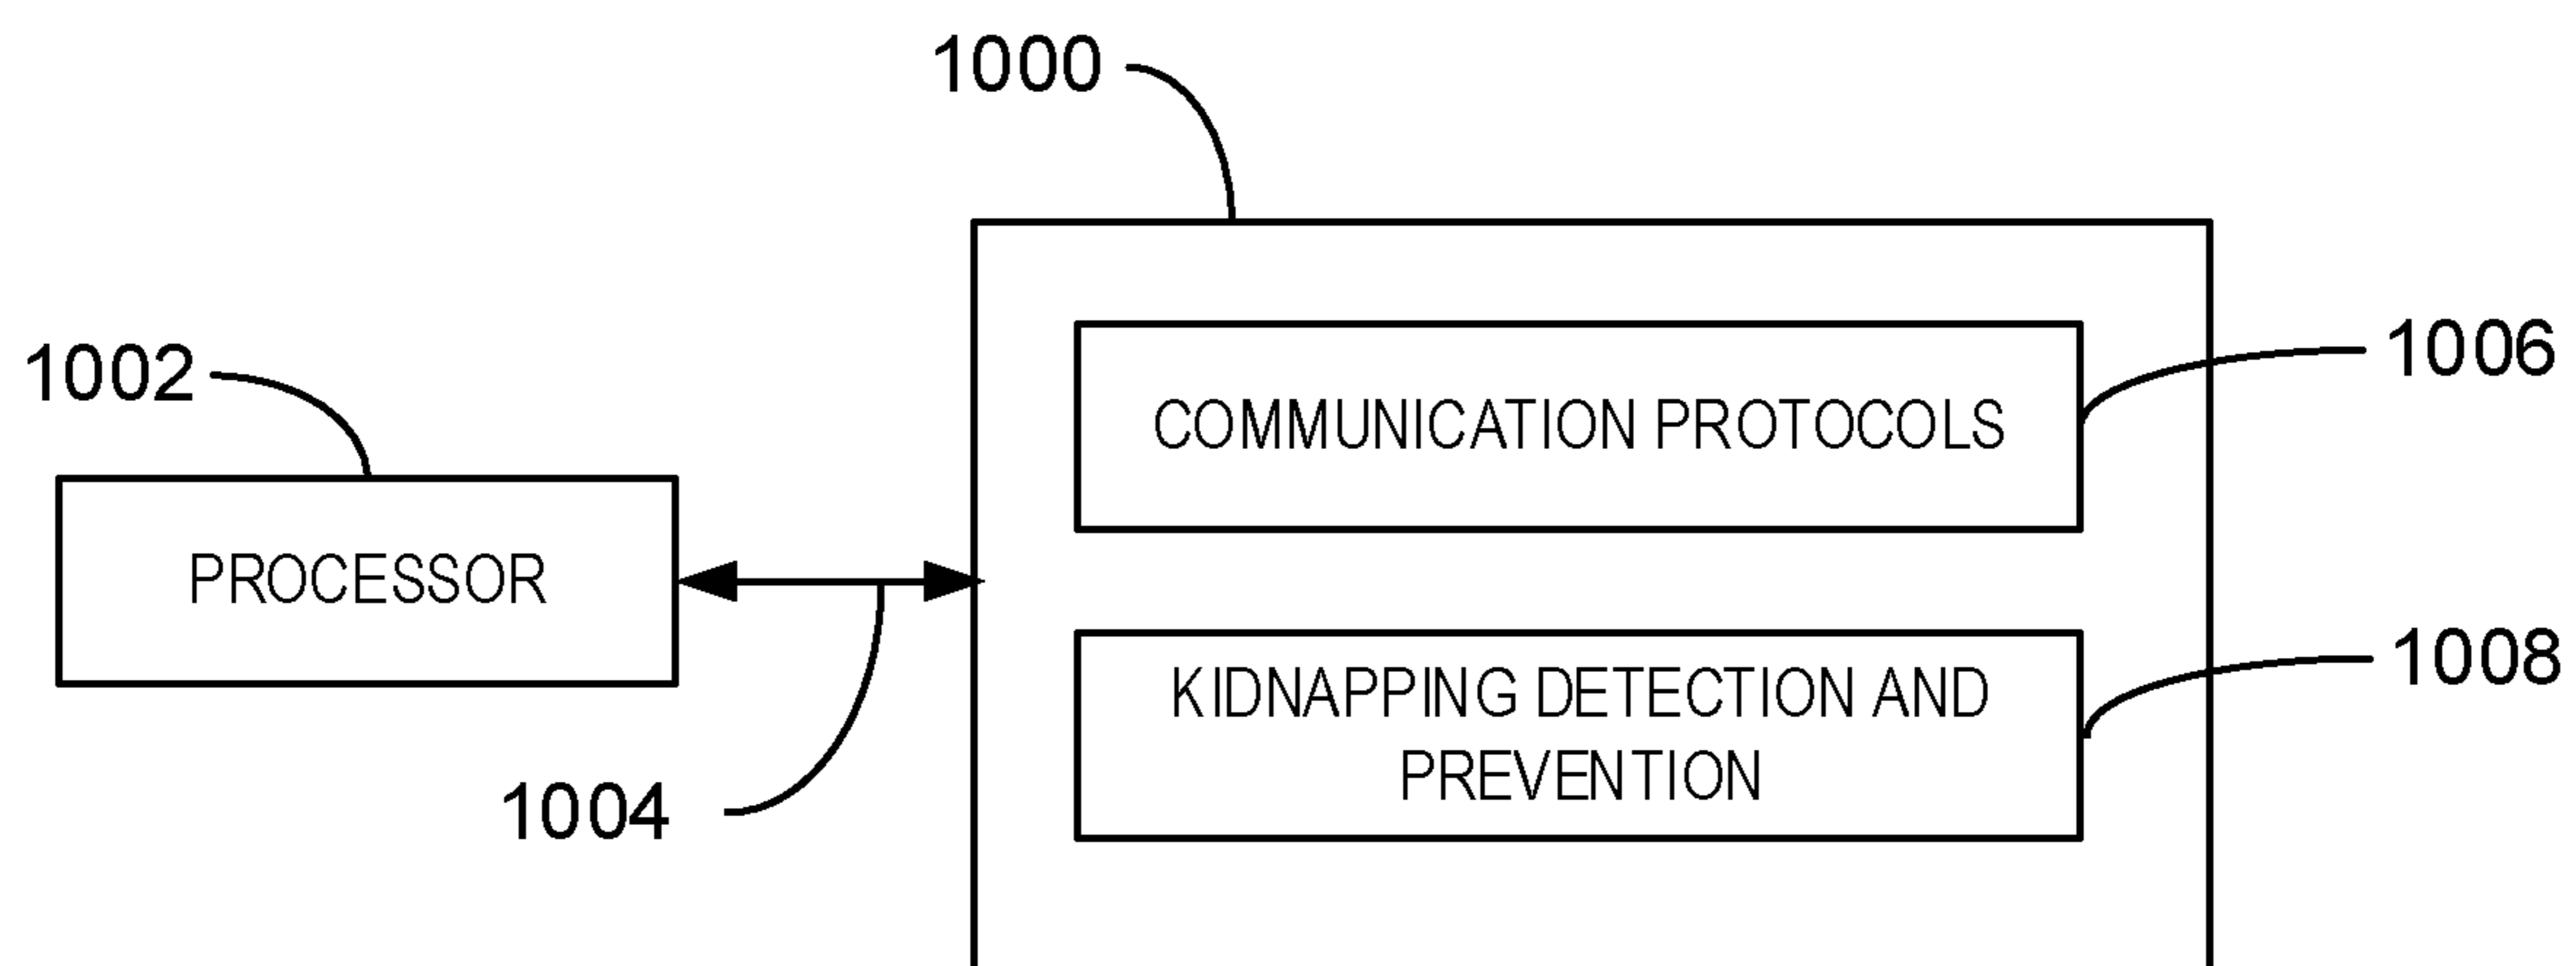 1000
1002
1006
COMMUNICATION PROTOCOLS
PROCESSOR
1008
KIDNAPPING DETECTION AND
PREVENTION
1004